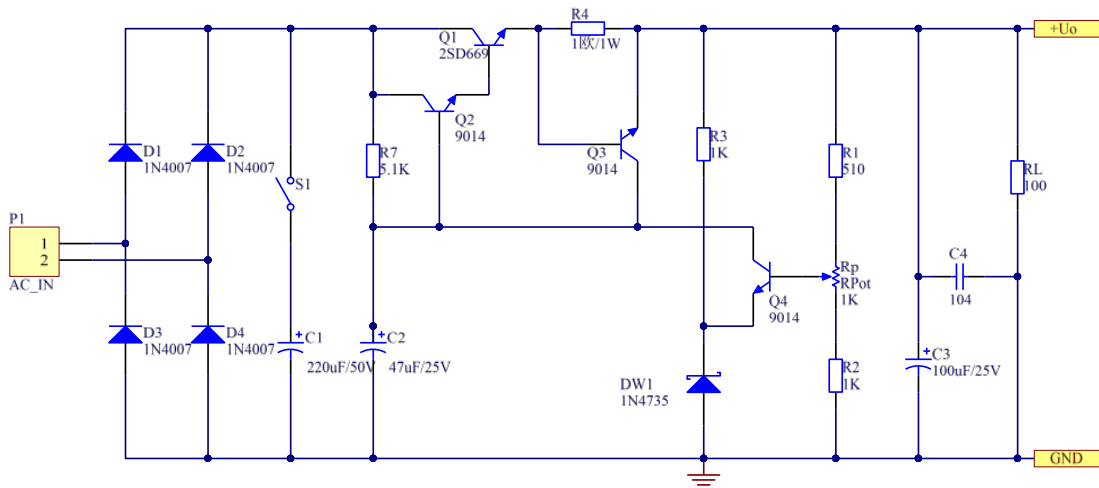 R4
1欧/1W
+Uo
Q1
2SD669
Q2
9014
D1
1N4007
D2
1N4007
R7
5.1K
Q3
9014
R3
1K
R1
510
RL
100
S1
P1
1
2
AC_IN
C4
104
Rp
RPot
1K
Q4
9014
D3
1N4007
D4
1N4007
C1
220uF/50V
C2
47uF/25V
DW1
1N4735
R2
1K
C3
100uF/25V
GND